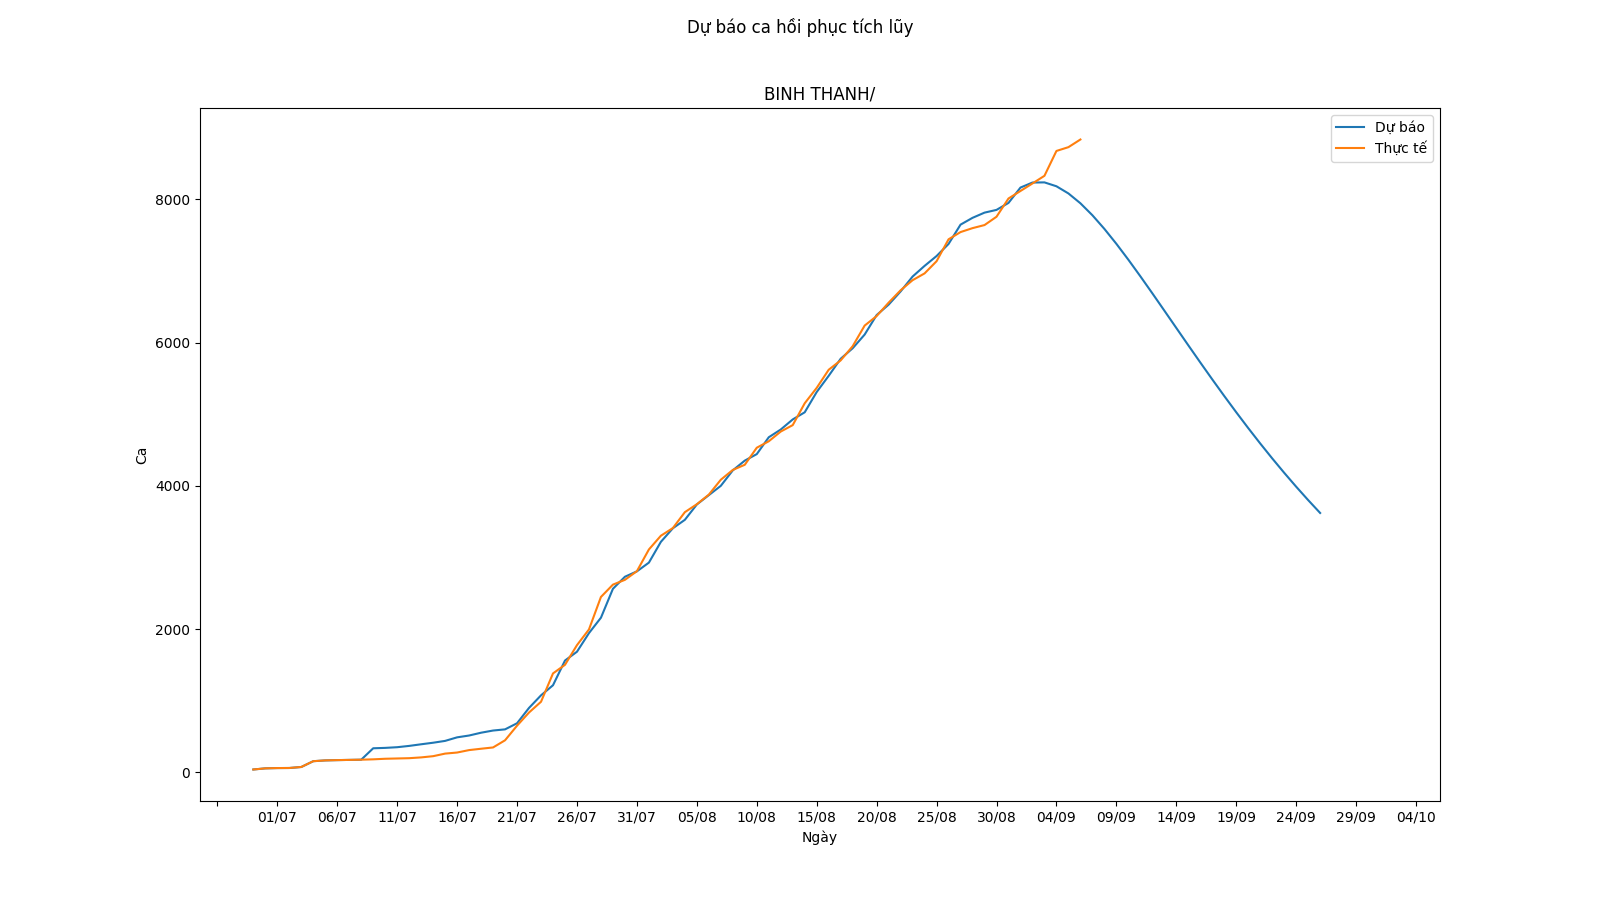 Dự báo ca hồi phục tích lũy
BINH THANH/
Dự báo
Thực tế
8000
6000
4000
2000
0
Ca
01/07 06/07 11/07 16/07 21/07 26/07 31/07 05/08 10/08 15/08 20/08 25/08 30/08 04/09 09/09 14/09 19/09 24/09 29/09 04/10
Ngày